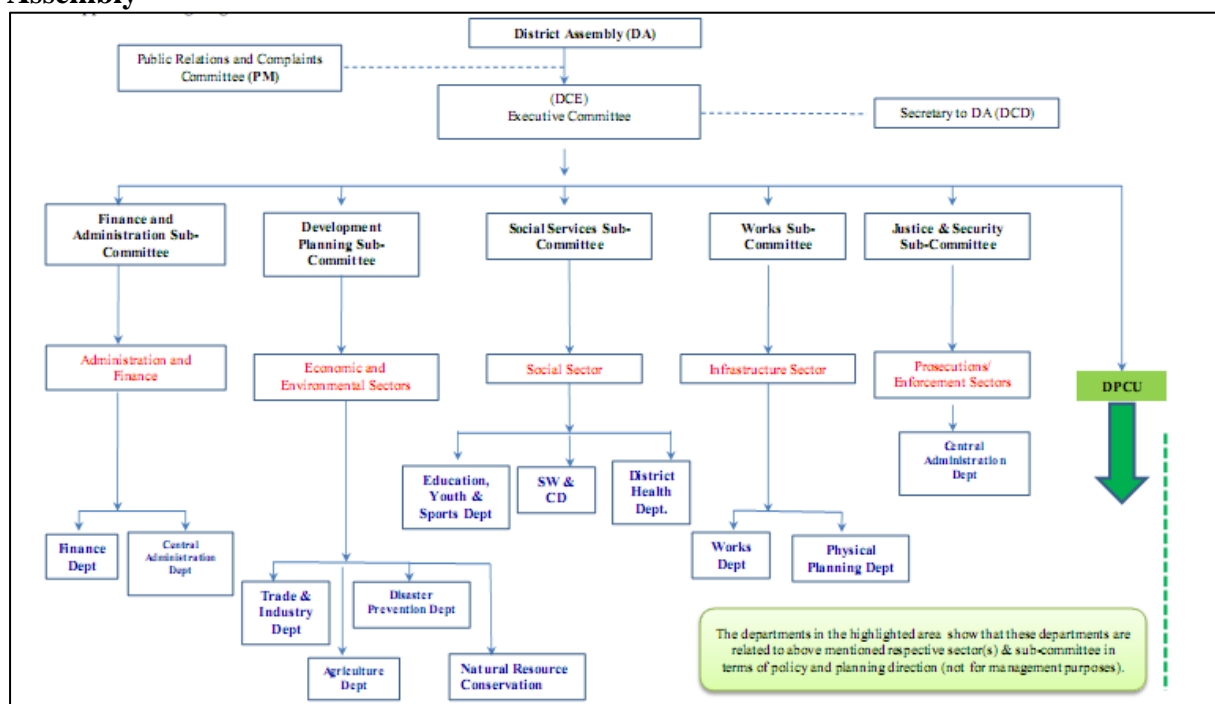 Assembly
District Assembly (DA)
Public Relations and Complaints
Committee (PM)
(DCE)
Executive Committee
Secretary to DA (DCD)
Finance and
Administration Sub-
Committee
Development
Planning Sub-
Committee
Social Services Sub-
Committee
Works Sub-
Committee
Justice & Security
Sub-Committee
Administration and
Finance
Economic and
Environmental Sectors
Social Sector
Infrastructure Sector
Prosecutions/
Enforcement Sectors
DPCU
Central
Administration
Dept
Education,
Youth &
Sports Dept
SW &
CD
District
Health
Dept.
Finance
Dept
Central
Administration
Dept
Works
Dept
Physical
Planning Dept
Trade &
Industry
Dept
Disaster
Prevention Dept
Agriculture
Dept
Natural Resource
Conservation
The departments in the highlighted area show that these departments are
related to above mentioned respective sector(s) & sub-committee in
terms of policy and planning direction (not for management purposes).